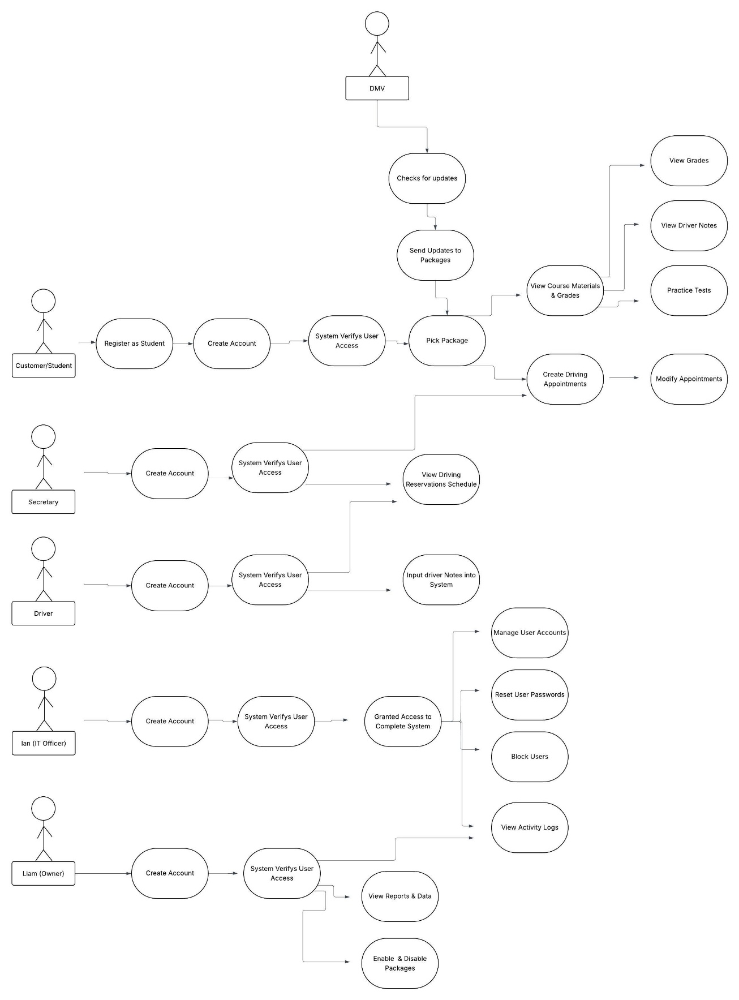 DMV
Checks for updates
Send Updates to
Packages
View Grades
View Driver Notes
View Course Materials
& Grades
Practice Tests
Customer/Student
Register as Student
Create Account
System Verifys User
Access
Pick Package
Create Driving
Appointments
Modify Appointments
Secretary
Create Account
System Verifys User
Access
View Driving
Reservations Schedule
Driver
Create Account
System Verifys User
Access
Input driver Notes into
System
Ian (IT Officer)
Create Account
System Verifys User
Access
Granted Access to
Complete System
Manage User Accounts
Reset User Passwords
Block Users
View Activity Logs
Liam (Owner)
Create Account
System Verifys User
Access
View Reports & Data
Enable  & Disable
Packages